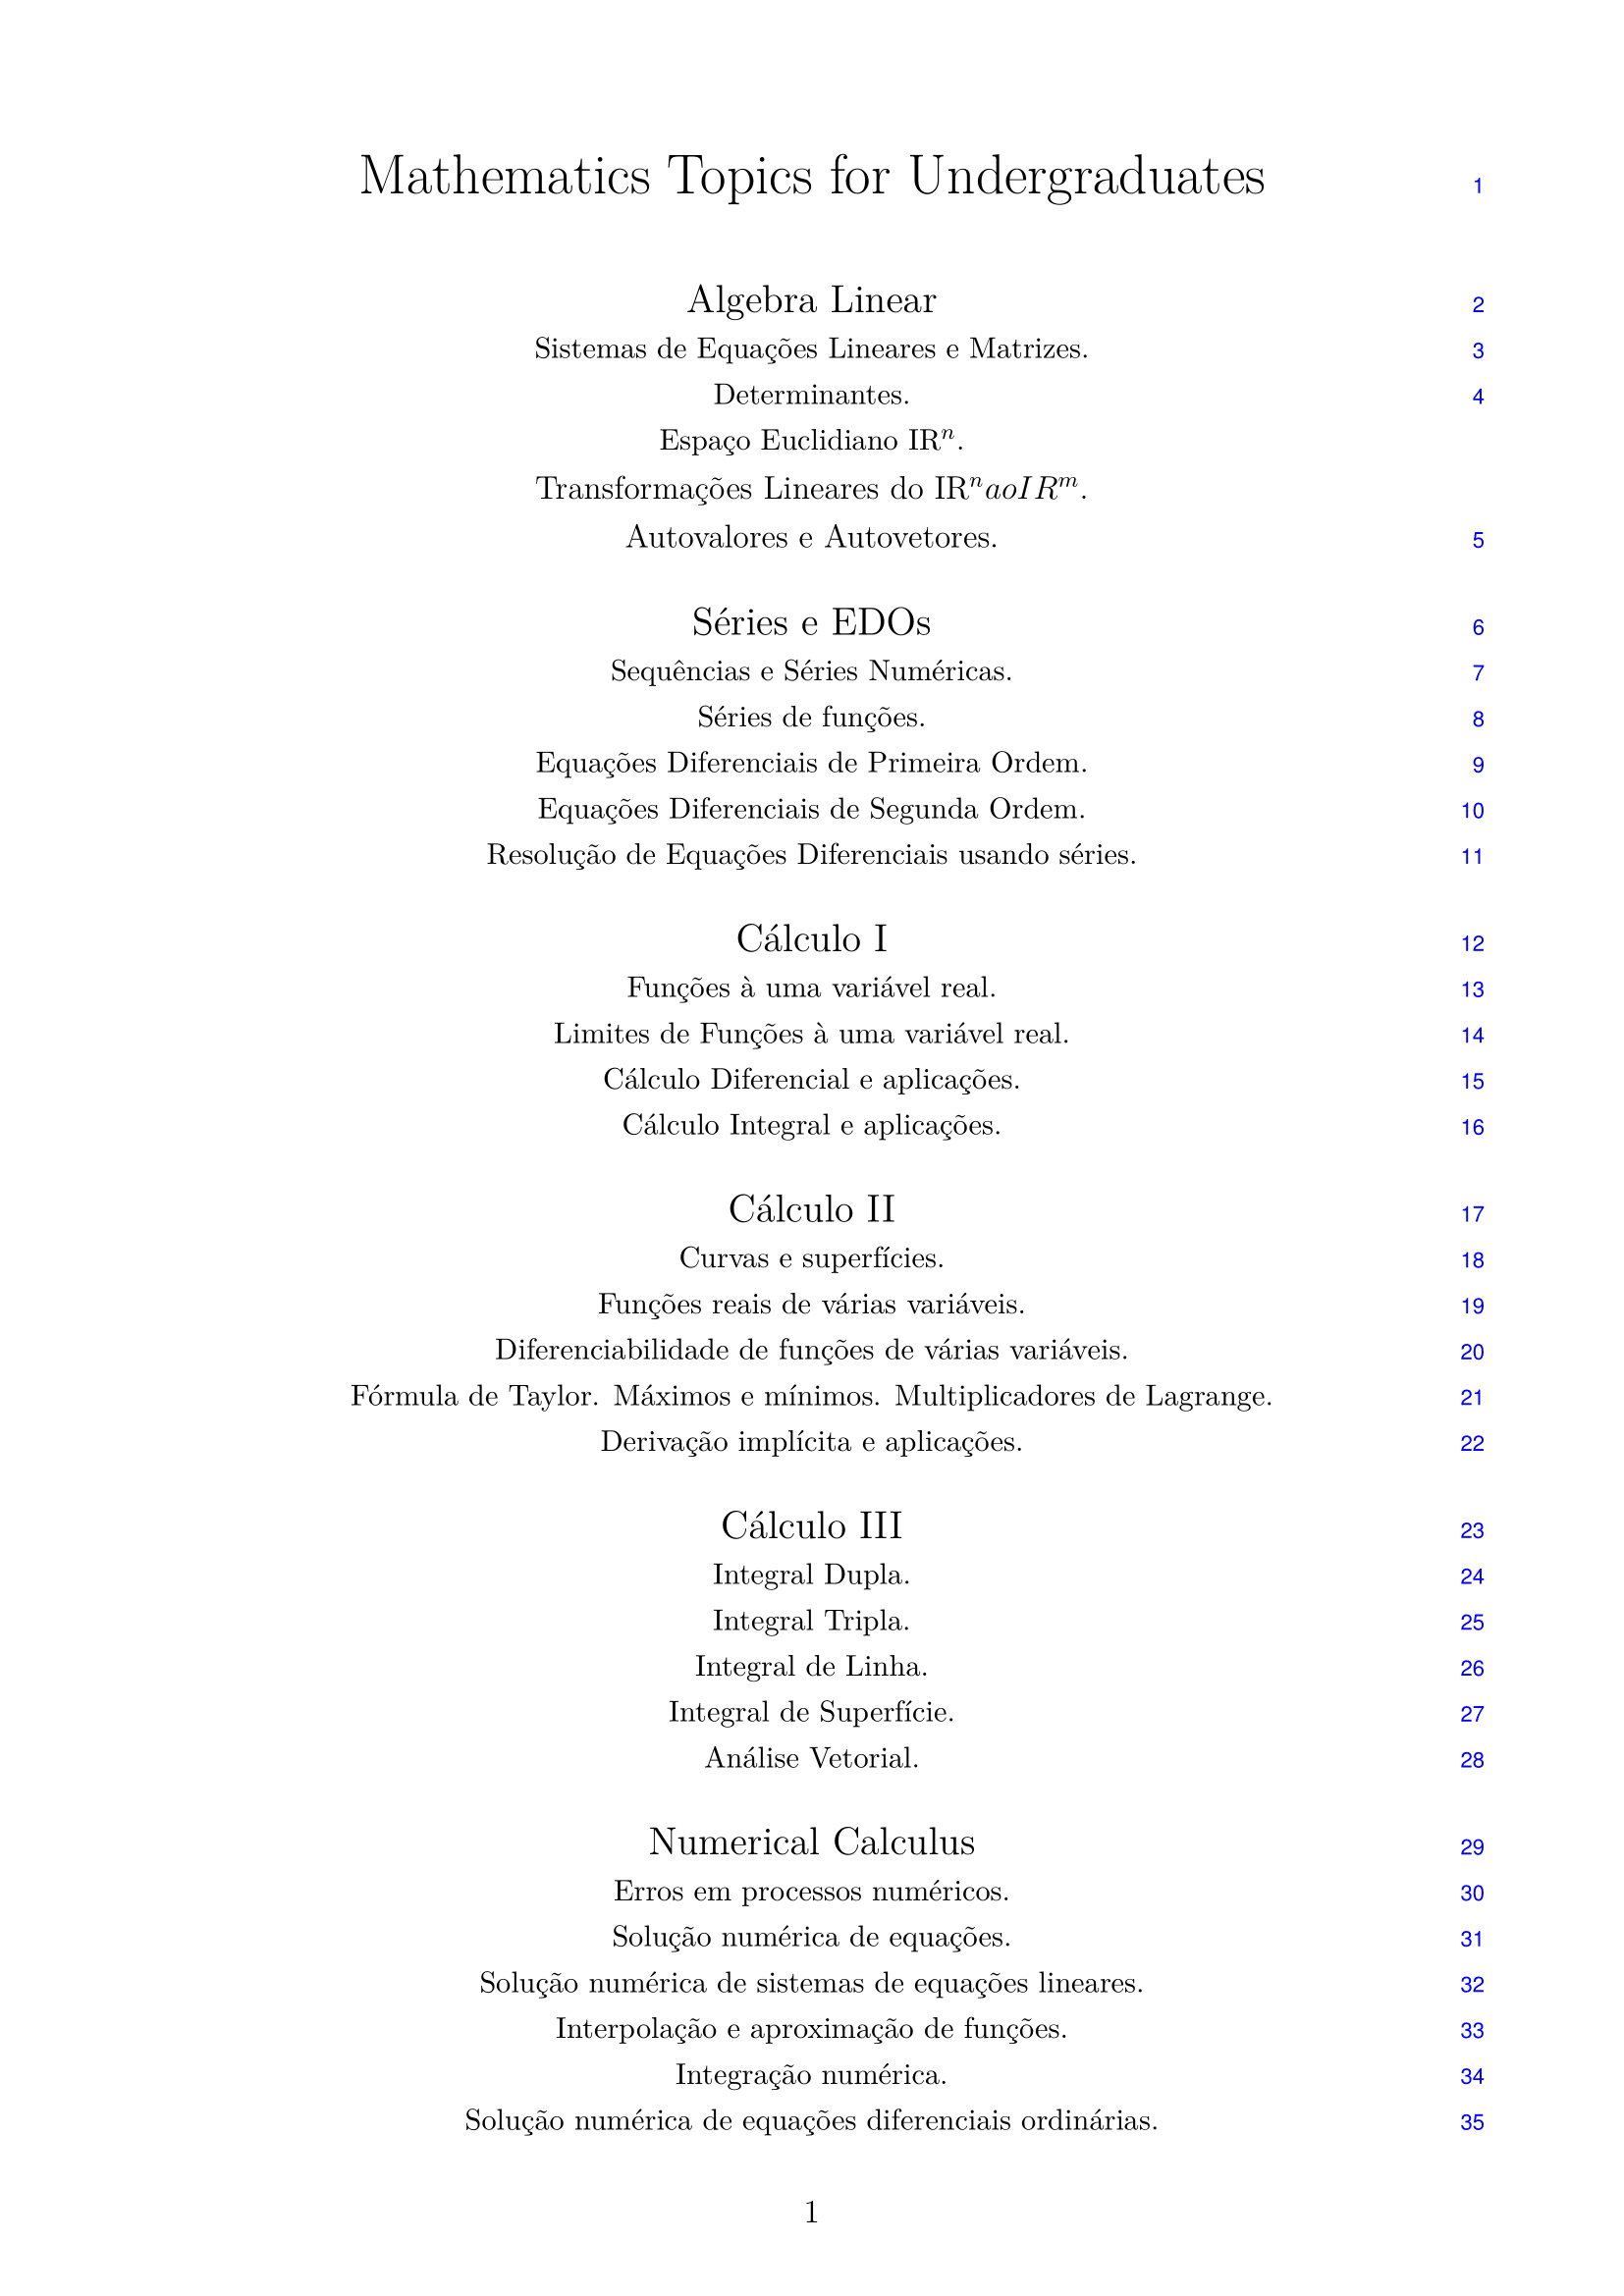 Mathematics Topics for Undergraduates 1
Algebra Linear 2
Sistemas de Equações Lineares e Matrizes. 3
Determinantes. 4
Espaço Euclidiano IRⁿ.
Transformações Lineares do IRⁿaoIRᵐ.
Autovalores e Autovetores. 5
Séries e EDOs 6
Sequências e Séries Numéricas. 7
Séries de funções. 8
Equações Diferenciais de Primeira Ordem. 9
Equações Diferenciais de Segunda Ordem. 10
Resolução de Equações Diferenciais usando séries. 11
Cálculo I 12
Funções à uma variável real. 13
Limites de Funções à uma variável real. 14
Cálculo Diferencial e aplicações. 15
Cálculo Integral e aplicações. 16
Cálculo II 17
Curvas e superfícies. 18
Funções reais de várias variáveis. 19
Diferenciabilidade de funções de várias variáveis. 20
Fórmula de Taylor. Máximos e mínimos. Multiplicadores de Lagrange. 21
Derivação implícita e aplicações. 22
Cálculo III 23
Integral Dupla. 24
Integral Tripla. 25
Integral de Linha. 26
Integral de Superfície. 27
Análise Vetorial. 28
Numerical Calculus 29
Erros em processos numéricos. 30
Solução numérica de equações. 31
Solução numérica de sistemas de equações lineares. 32
Interpolação e aproximação de funções. 33
Integração numérica. 34
Solução numérica de equações diferenciais ordinárias. 35
1